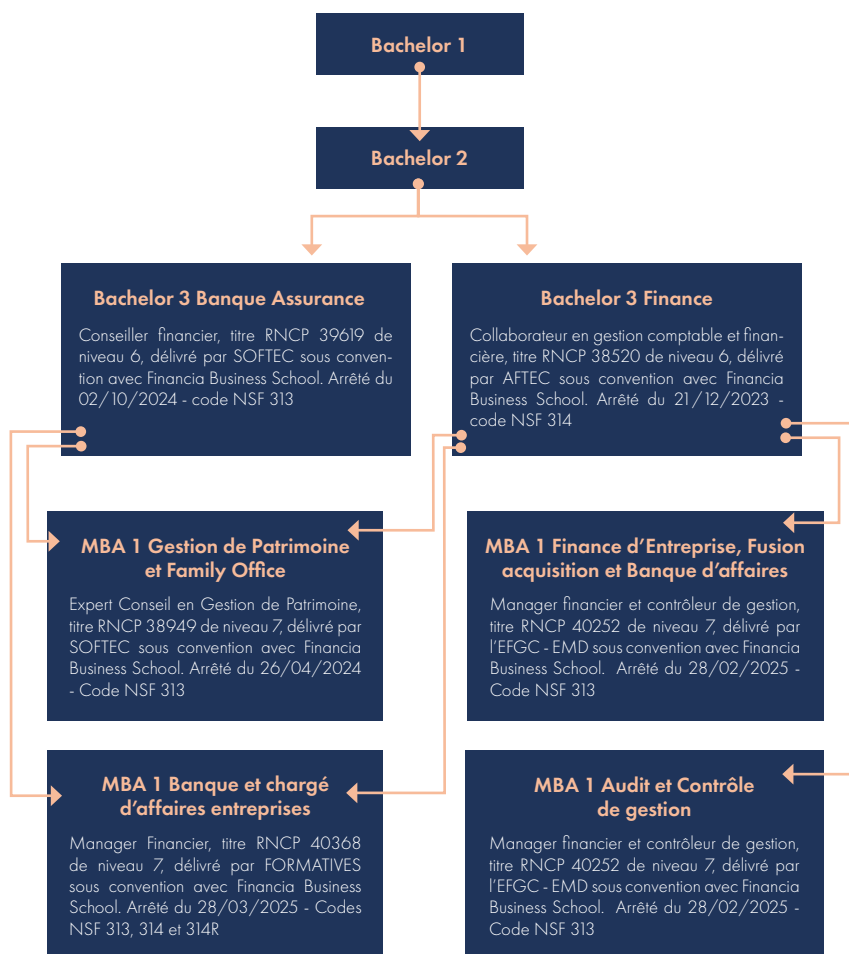 Bachelor 1
Bachelor 2
Bachelor 3 Banque Assurance
Conseiller financier, titre RNCP 39619 de
niveau 6, délivré par SOFTEC sous conven-
tion avec Financia Business School. Arrêté du
02/10/2024 - code NSF 313
Bachelor 3 Finance
Collaborateur en gestion comptable et finan-
cière, titre RNCP 38520 de niveau 6, délivré
par AFTEC sous convention avec Financia
Business School. Arrêté du 21/12/2023 -
code NSF 314
MBA 1 Gestion de Patrimoine
et Family Office
Expert Conseil en Gestion de Patrimoine,
titre RNCP 38949 de niveau 7, délivré par
SOFTEC sous convention avec Financia
Business School. Arrêté du 26/04/2024
- Code NSF 313
MBA 1 Finance d'Entreprise, Fusion
acquisition et Banque d'affaires
Manager financier et contrôleur de gestion,
titre RNCP 40252 de niveau 7, délivré par
l'EFGC - EMD sous convention avec Financia
Business School. Arrêté du 28/02/2025 -
Code NSF 313
MBA 1 Banque et chargé
d'affaires entreprises
Manager Financier, titre RNCP 40368
de niveau 7, délivré par FORMATIVES
sous convention avec Financia Business
School. Arrêté du 28/03/2025 - Codes
NSF 313, 314 et 314R
MBA 1 Audit et Contrôle
de gestion
Manager financier et contrôleur de gestion,
titre RNCP 40252 de niveau 7, délivré par
l'EFGC - EMD sous convention avec Financia
Business School. Arrêté du 28/02/2025 -
Code NSF 313